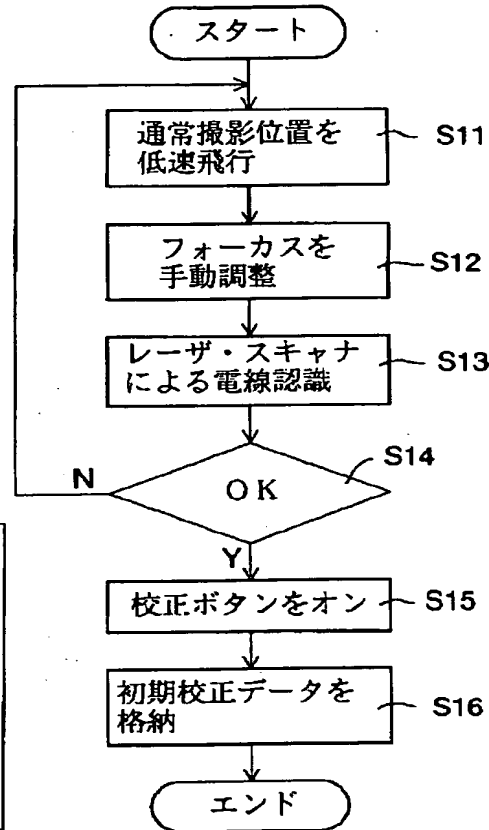 スタート
通常撮影位置を
低速飛行
S11
フォーカスを
手動調整
S12
レーザ・スキャナ
による電線認識
S13
OK
S14
N
Y
校正ボタンをオン
S15
初期校正データを
格納
S16
エンド